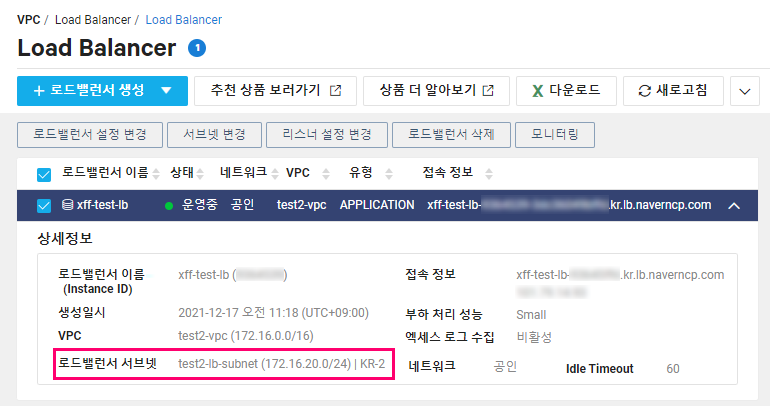 VPC / Load Balancer / Load Balancer
Load Balancer 1
+ 로드밸런서 생성 추천 상품 보러가기 상품 더 알아보기 다운로드 새로고침
로드밸런서 설정 변경 서브넷 변경 리스너 설정 변경 로드밸런서 삭제 모니터링
로드밸런서 이름 상태 네트워크 VPC 유형 접속 정보
xff-test-lb 운영중 공인 test2-vpc APPLICATION xff-test-lb- .kr.lb.naverncp.com
상세정보
로드밸런서 이름 (Instance ID) xff-test-lb ( ) 접속 정보 xff-test-lb- .kr.lb.naverncp.com
생성일시 2021-12-17 오전 11:18 (UTC+09:00) 부하 처리 성능 Small
VPC test2-vpc (172.16.0.0/16) 엑세스 로그 수집 비활성
로드밸런서 서브넷 test2-lb-subnet (172.16.20.0/24) | KR-2 네트워크 공인 Idle Timeout 60